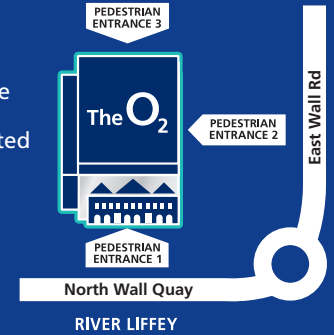 PEDESTRIAN
ENTRANCE 3
e
ted
The O2
PEDESTRIAN
ENTRANCE 2
East Wall Rd
PEDESTRIAN
ENTRANCE 1
North Wall Quay
RIVER LIFFEY